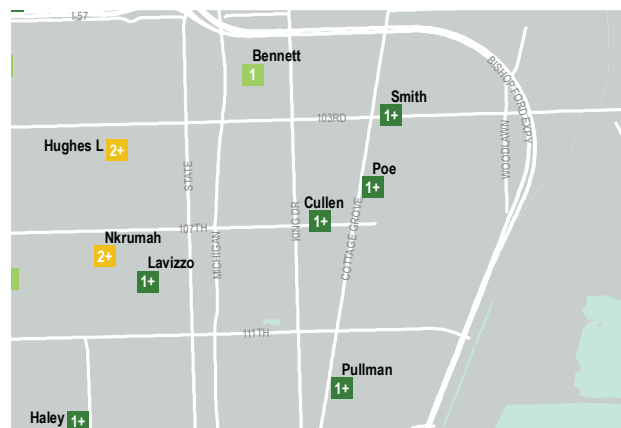 I-57
Bennett
1
BISHOP FORD EXPY
Smith
1+
103RD
Hughes L
2+
WOODLAWN
STATE
Poe
1+
Cullen
1+
KING DR
COTTAGE GROVE
107TH
MICHIGAN
Nkrumah
2+
Lavizzo
1+
111TH
Pullman
1+
Haley
1+